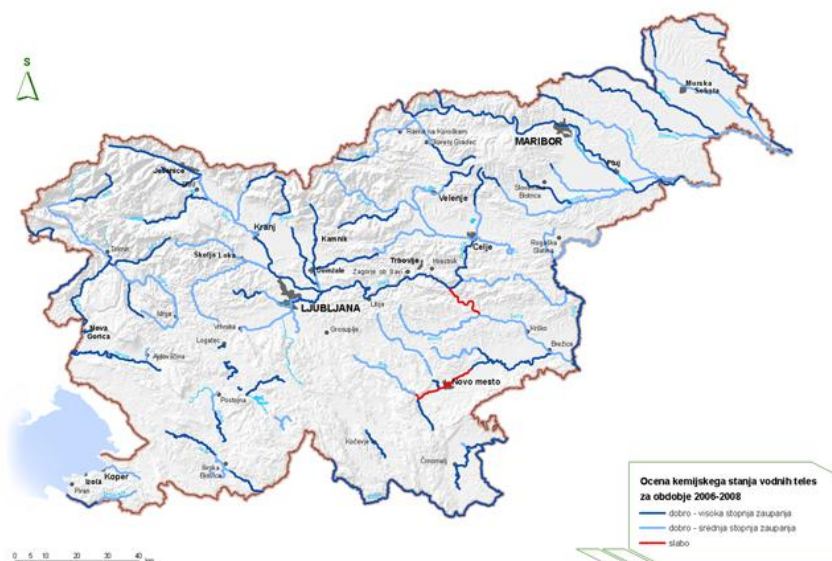 S
Murska
Sobota
MARIBOR
Ravne na Koroškem
Slovenj Gradec
Ptuj
Jesenice
Bled
Velenje
Slovenska
Bistrica
Kranj
Kamnik
Celje
Rogaška
Slatina
Tolmin
Škofja Loka
Domžale
Trbovlje
Hrastnik
Zagorje ob Savi
Litija
LJUBLJANA
Idrija
Vrhnika
Grosuplje
Krško
Nova
Gorica
Logatec
Brežice
Ajdovščina
Novo mesto
Postojna
Kočevje
Črnomelj
Ilirska
Bistrica
Koper
Izola
Piran
Ocena kemijskega stanja vodnih teles
za obdobje 2006-2008
dobro - visoka stopnja zaupanja
dobro - srednja stopnja zaupanja
slabo
0 5 10 20 30 40
km